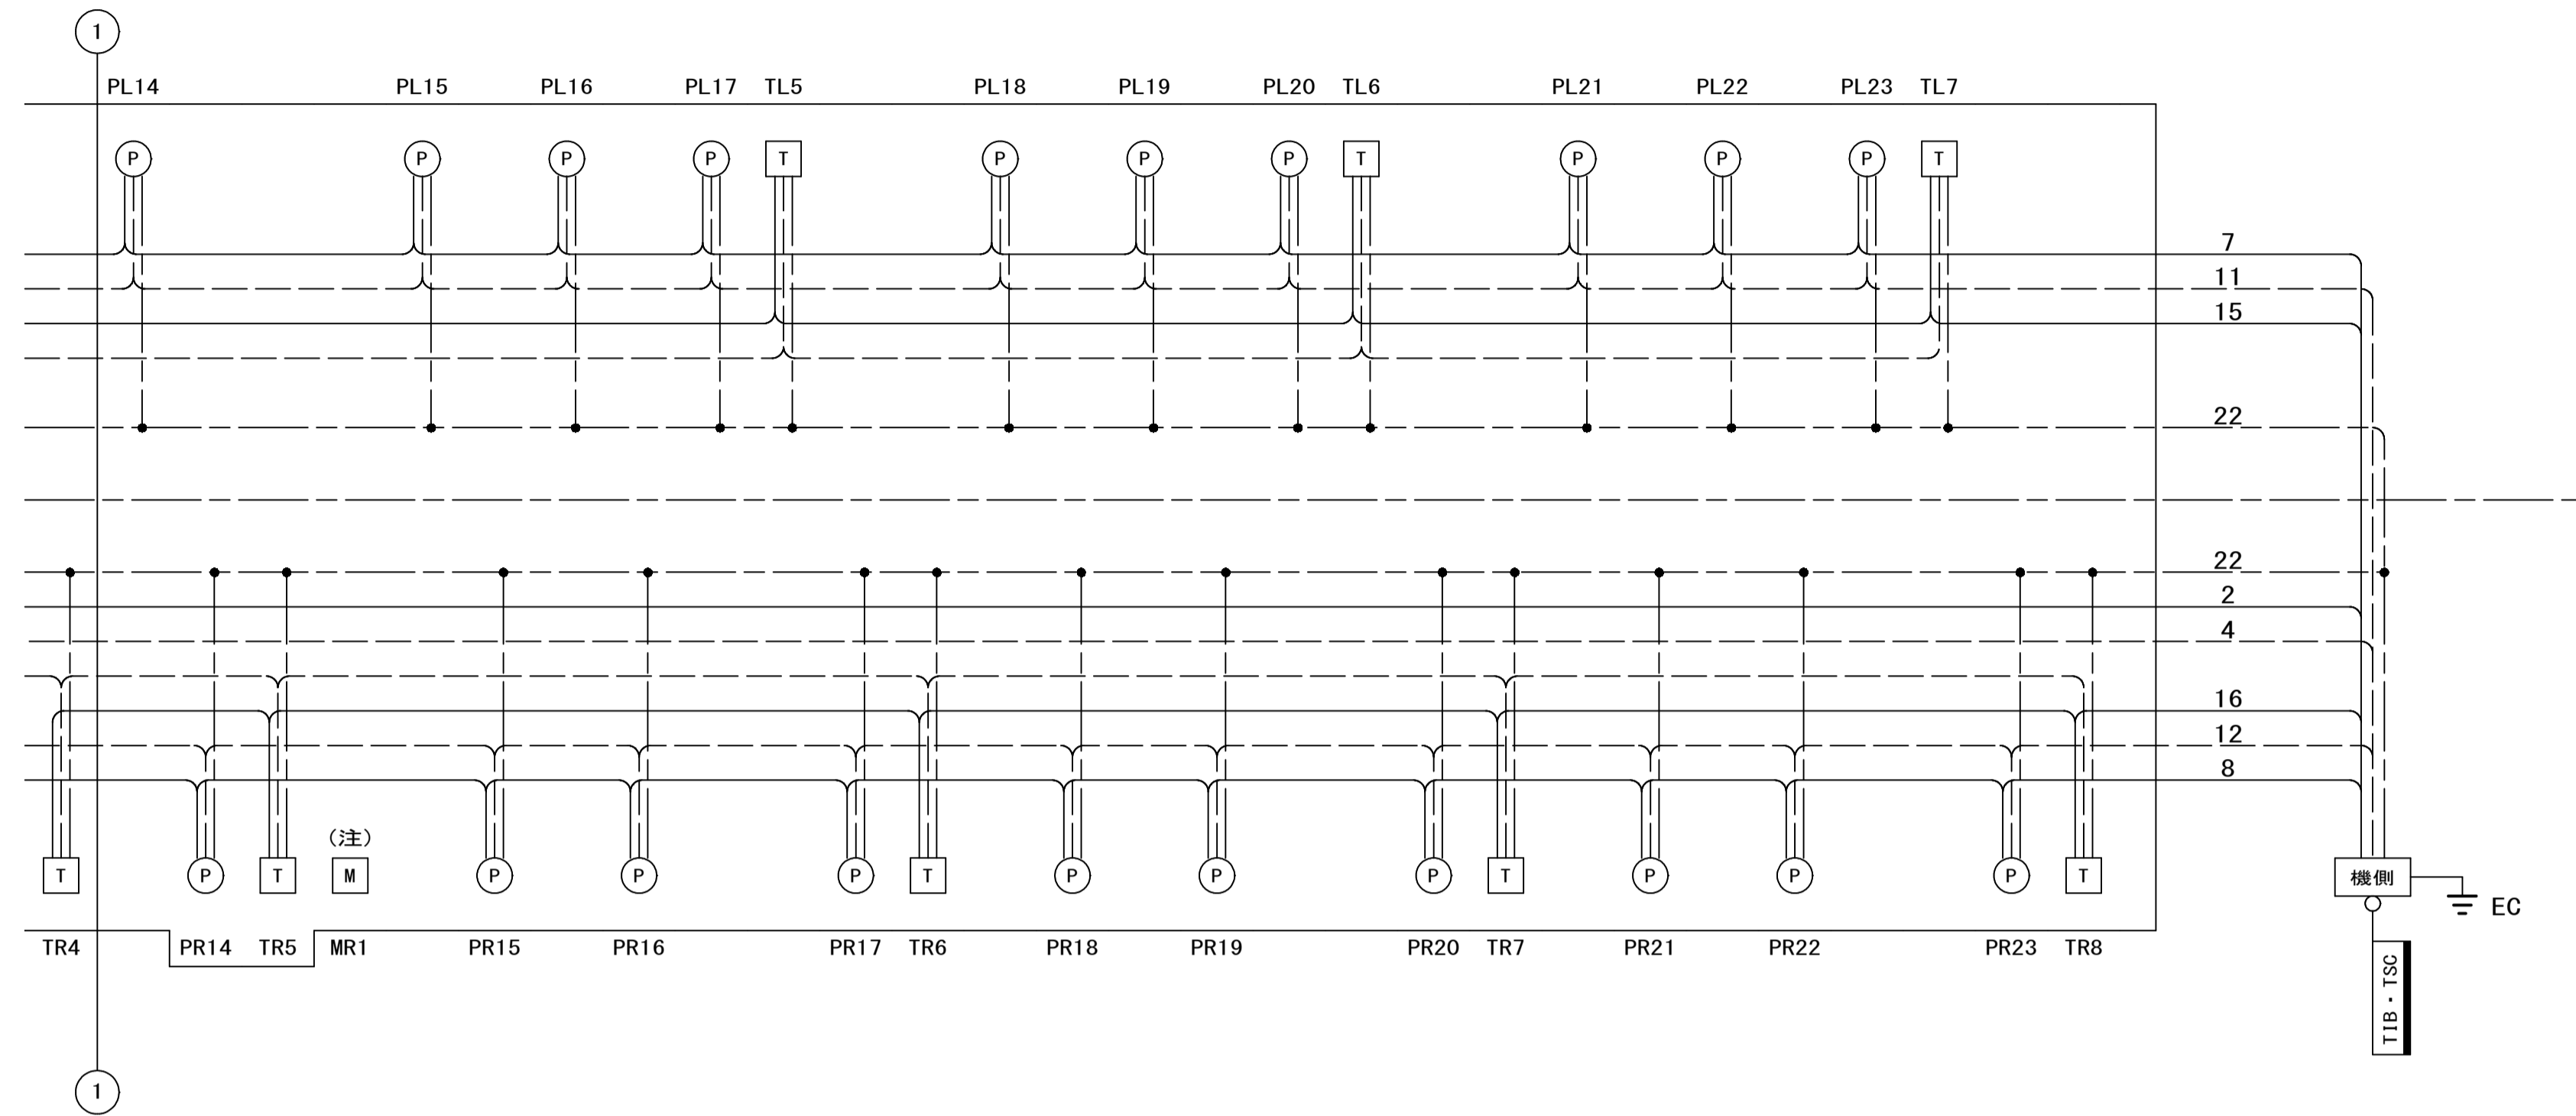 1
PL14 PL15 PL16 PL17 TL5 PL18 PL19 PL20 TL6 PL21 PL22 PL23 TL7
P P P P T P P P T P P P T
7
11
15
22
22
2
4
16
12
8
(注)
T P T M P P P T P P P T P P P T 機側
EC
TR4 PR14 TR5 MR1 PR15 PR16 PR17 TR6 PR18 PR19 PR20 TR7 PR21 PR22 PR23 TR8
TIB・TSC
1